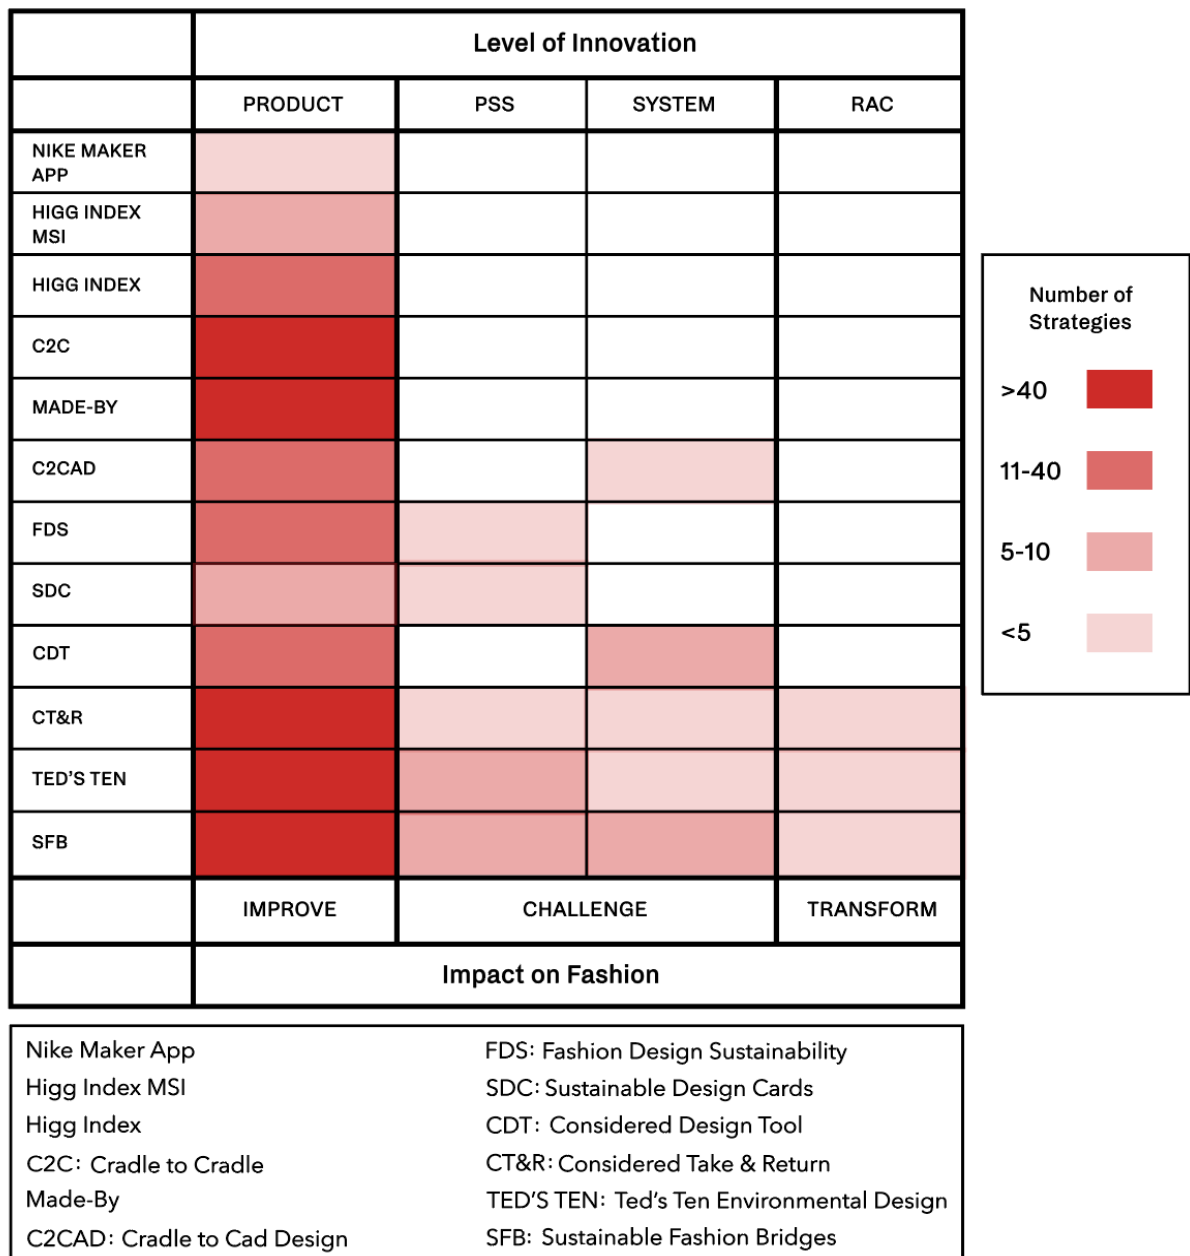 Level of Innovation
PRODUCT PSS SYSTEM RAC
NIKE MAKER
APP
HIGG INDEX
MSI
HIGG INDEX
C2C
MADE-BY
C2CAD
FDS
SDC
CDT
CT&R
TED'S TEN
SFB
IMPROVE CHALLENGE TRANSFORM
Impact on Fashion
Number of
Strategies
>40
11-40
5-10
<5
Nike Maker App
Higg Index MSI
Higg Index
C2C: Cradle to Cradle
Made-By
C2CAD: Cradle to Cad Design
FDS: Fashion Design Sustainability
SDC: Sustainable Design Cards
CDT: Considered Design Tool
CT&R: Considered Take & Return
TED'S TEN: Ted's Ten Environmental Design
SFB: Sustainable Fashion Bridges